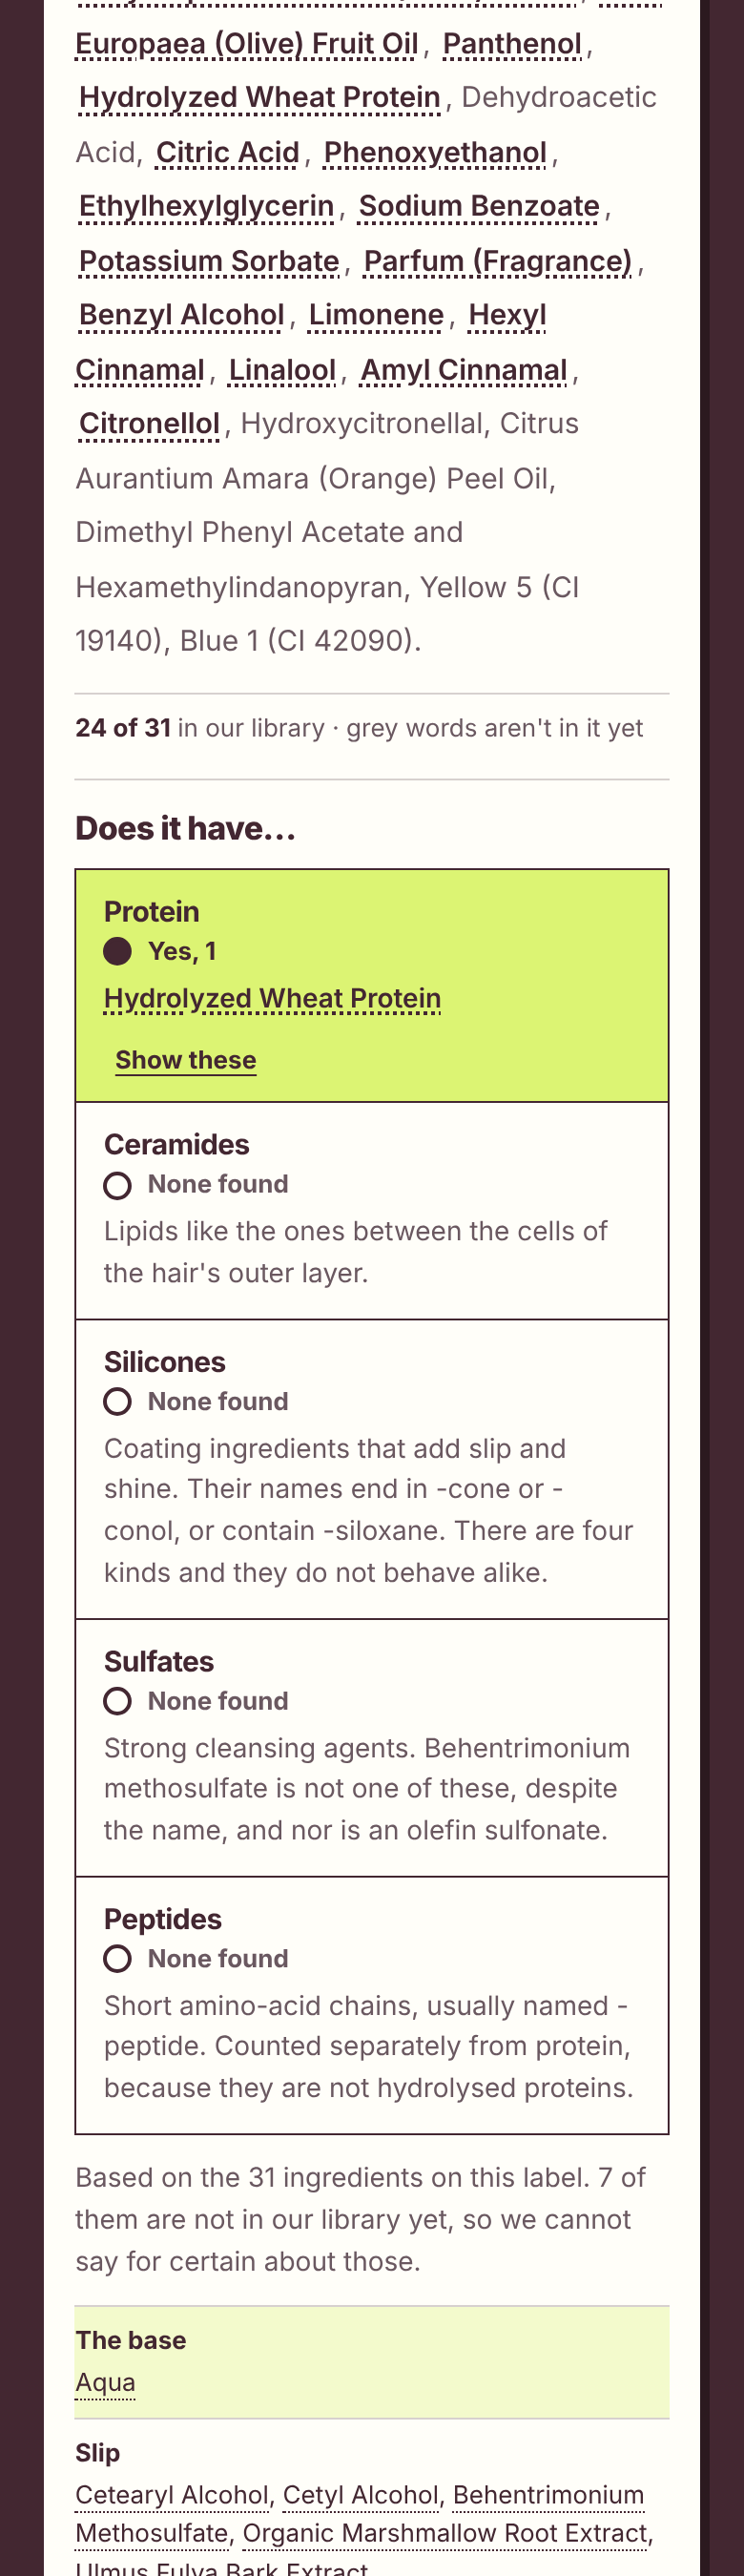 Europaea (Olive) Fruit Oil, Panthenol,
Hydrolyzed Wheat Protein, Dehydroacetic
Acid, Citric Acid, Phenoxyethanol,
Ethylhexylglycerin, Sodium Benzoate,
Potassium Sorbate, Parfum (Fragrance),
Benzyl Alcohol, Limonene, Hexyl
Cinnamal, Linalool, Amyl Cinnamal,
Citronellol, Hydroxycitronellal, Citrus
Aurantium Amara (Orange) Peel Oil,
Dimethyl Phenyl Acetate and
Hexamethylindanopyran, Yellow 5 (CI
19140), Blue 1 (CI 42090).
24 of 31 in our library · grey words aren't in it yet
Does it have…
Protein
Yes, 1
Hydrolyzed Wheat Protein
Show these
Ceramides
None found
Lipids like the ones between the cells of
the hair's outer layer.
Silicones
None found
Coating ingredients that add slip and
shine. Their names end in -cone or -
conol, or contain -siloxane. There are four
kinds and they do not behave alike.
Sulfates
None found
Strong cleansing agents. Behentrimonium
methosulfate is not one of these, despite
the name, and nor is an olefin sulfonate.
Peptides
None found
Short amino-acid chains, usually named -
peptide. Counted separately from protein,
because they are not hydrolysed proteins.
Based on the 31 ingredients on this label. 7 of
them are not in our library yet, so we cannot
say for certain about those.
The base
Aqua
Slip
Cetearyl Alcohol, Cetyl Alcohol, Behentrimonium
Methosulfate, Organic Marshmallow Root Extract,
Ulmus Fulva Bark Extract